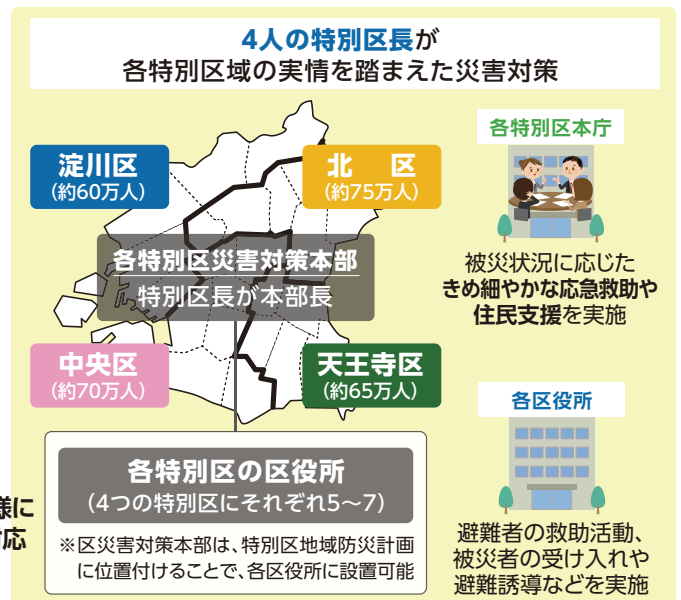 4人の特別区長が
各特別区域の実情を踏まえた災害対策
淀川区
(約60万人)
北　区
(約75万人)
各特別区災害対策本部
特別区長が本部長
中央区
(約70万人)
天王寺区
(約65万人)
各特別区の区役所
(4つの特別区にそれぞれ5～7)
※区災害対策本部は、特別区地域防災計画
に位置付けることで、各区役所に設置可能
各特別区本庁
被災状況に応じた
きめ細やかな応急救助や
住民支援を実施
各区役所
避難者の救助活動、
被災者の受け入れや
避難誘導などを実施
様に
応